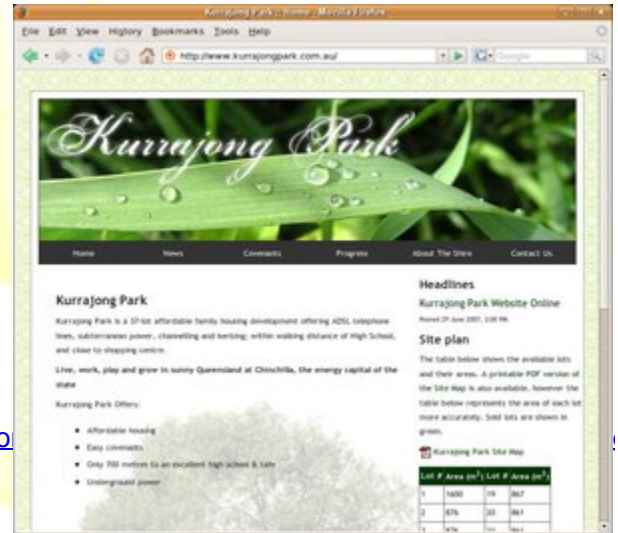 Kurrajong Park :: Home - Mozilla Firefox
File Edit View History Bookmarks Tools Help
http://www.kurrajongpark.com.au/
Google
Kurrajong Park
Home News Covenants Progress About The Shire Contact Us
Kurrajong Park
Kurrajong Park is a 37-lot affordable family housing development offering ADSL telephone
lines, subterranean power, channelling and kerbing; within walking distance of High School,
and close to shopping centre.
Live, work, play and grow in sunny Queensland at Chinchilla, the energy capital of the
state
Kurrajong Park Offers:
Affordable housing
Easy covenants
Only 700 metres to an excellent high school & tafe
Underground power
Headlines
Kurrajong Park Website Online
Posted 29 June 2007, 2:00 PM
Site plan
The table below shows the available lots
and their areas. A printable PDF version of
the Site Map is also available, however the
table below represents the area of each lot
more accurately. Sold lots are shown in
green.
Kurrajong Park Site Map
Lot # Area (m²) Lot # Area (m²)
1 1600 19 867
2 876 20 861